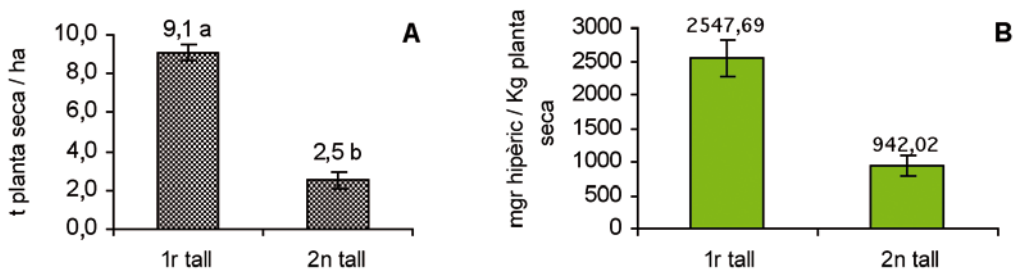 A
t planta seca / ha
10,0
8,0
6,0
4,0
2,0
0,0
9,1 a
2,5 b
1r tall
2n tall
B
mgr hipèric / Kg planta
seca
3000
2500
2000
1500
1000
500
0
2547,69
942,02
1r tall
2n tall